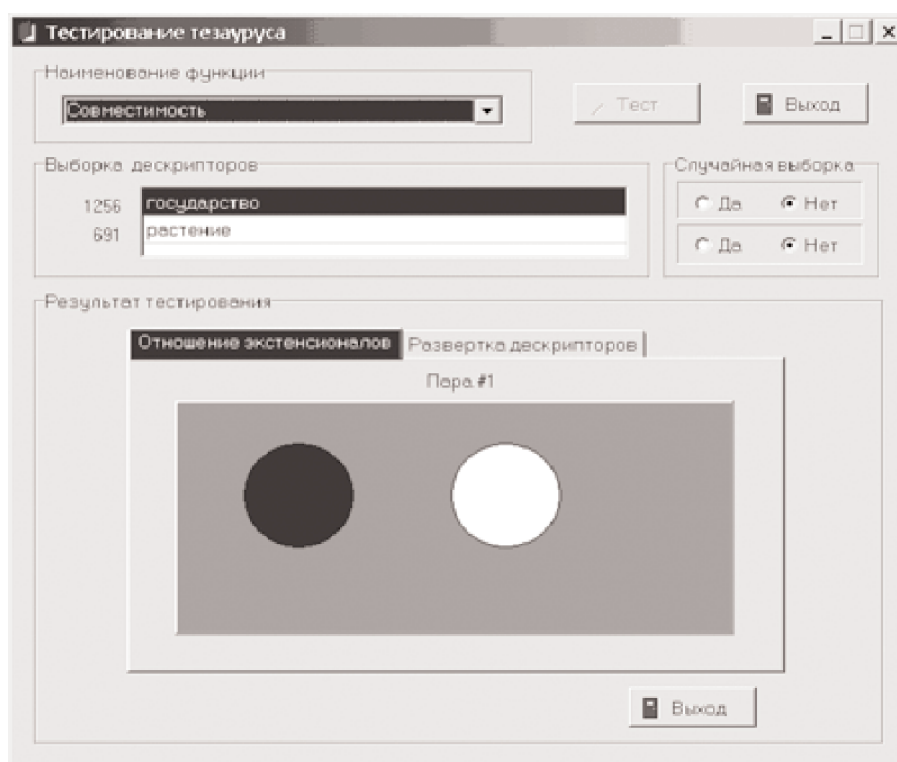 Тестирование тезауруса
Наименование функции
Совместимость
Тест
Выход
Выборка дескрипторов
1256 государство
691 растение
Случайная выборка
Да Нет
Да Нет
Результат тестирования
Отношение экстенсионалов Развертка дескрипторов
Пара #1
Выход